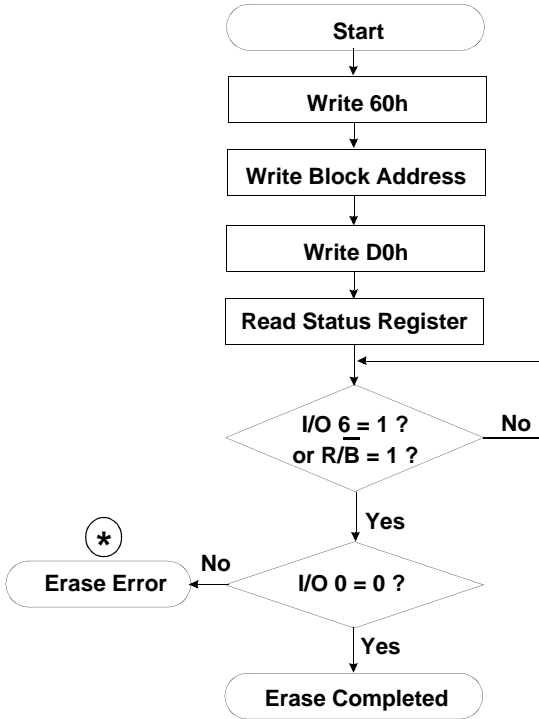 Start
Write 60h
Write Block Address
Write D0h
Read Status Register
I/O 6 = 1 ?
or R/B̅ = 1 ?
No
Yes
*
No
Erase Error
I/O 0 = 0 ?
Yes
Erase Completed